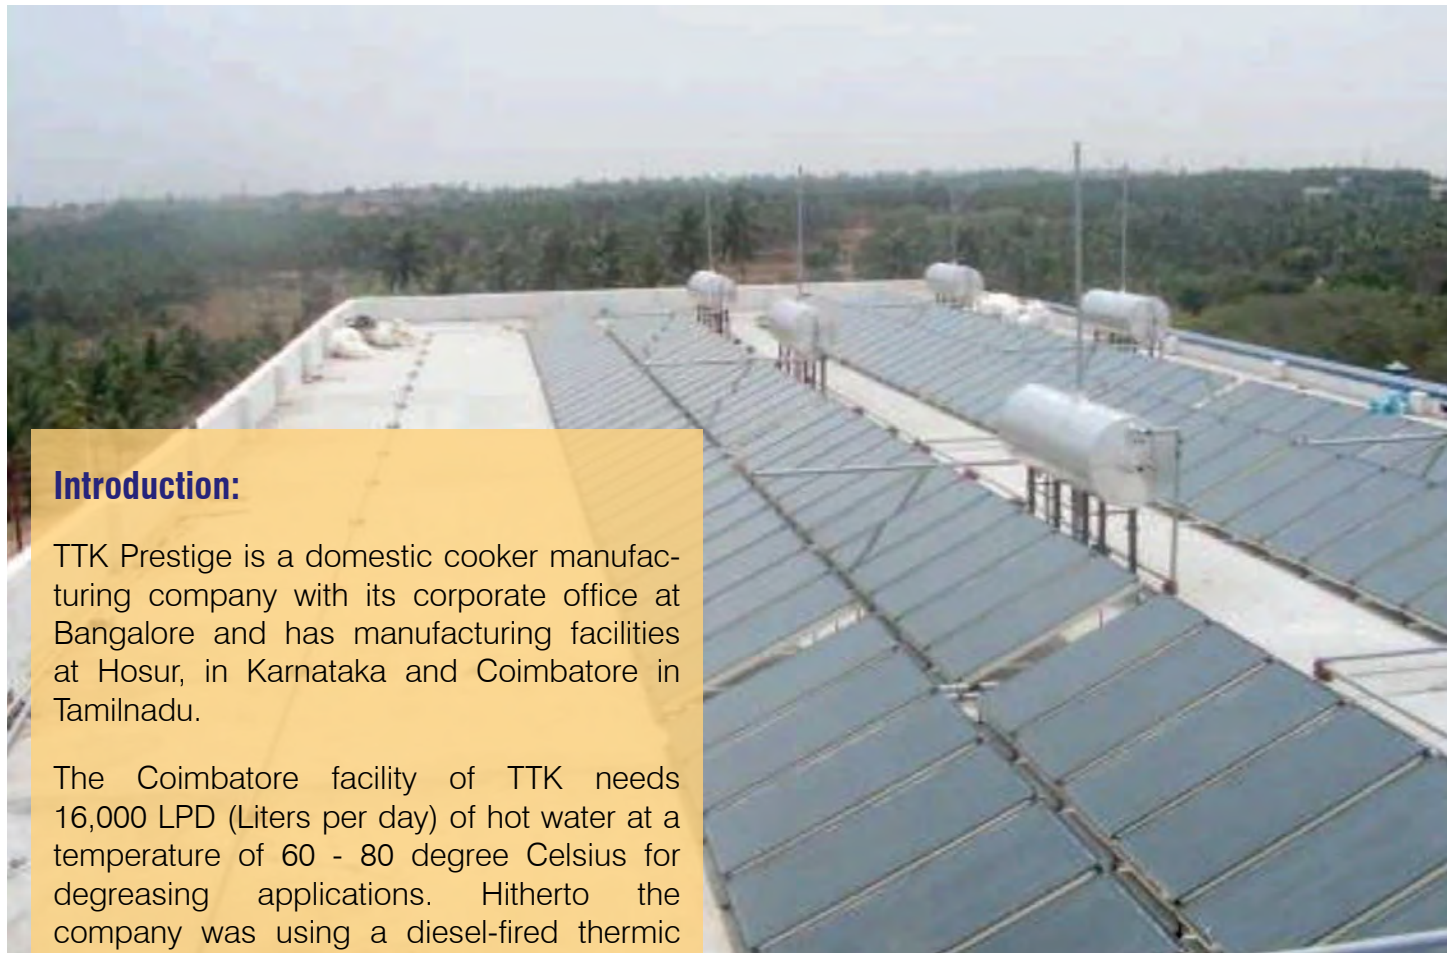 Introduction:
TTK Prestige is a domestic cooker manufac-
turing company with its corporate office at
Bangalore and has manufacturing facilities
at Hosur, in Karnataka and Coimbatore in
Tamilnadu.
The Coimbatore facility of TTK needs
16,000 LPD (Liters per day) of hot water at a
temperature of 60 - 80 degree Celsius for
degreasing applications. Hitherto the
company was using a diesel-fired thermic